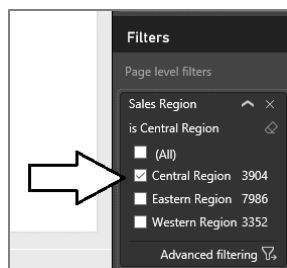 Filters
Page level filters
Sales Region
is Central Region
(All)
Central Region 3904
Eastern Region 7986
Western Region 3352
Advanced filtering